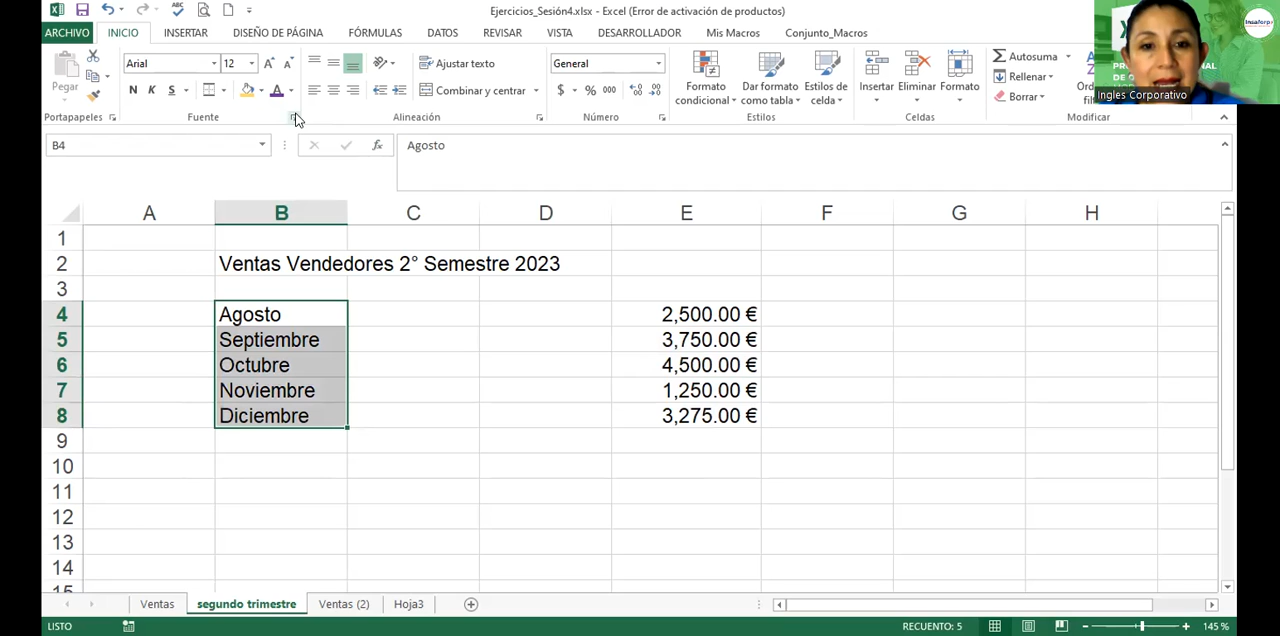 Ejercicios_Sesión4.xlsx - Excel (Error de activación de productos)
ARCHIVO INICIO INSERTAR DISEÑO DE PÁGINA FÓRMULAS DATOS REVISAR VISTA DESARROLLADOR Mis Macros Conjunto_Macros
Arial 12 Ajustar texto General Autosuma
Pegar N K S Combinar y centrar $ % 000 Formato condicional Dar formato como tabla Estilos de celda Insertar Eliminar Formato Rellenar
Borrar
Ingles Corporativo
Portapapeles Fuente Alineación Número Estilos Celdas Modificar
B4 fx Agosto
A B C D E F G H
1
2 Ventas Vendedores 2° Semestre 2023
3
4 Agosto 2,500.00 €
5 Septiembre 3,750.00 €
6 Octubre 4,500.00 €
7 Noviembre 1,250.00 €
8 Diciembre 3,275.00 €
9
10
11
12
13
14
15
Ventas segundo trimestre Ventas (2) Hoja3
LISTO RECUENTO: 5 145 %